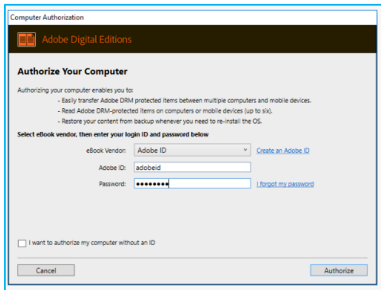 Computer Authorization
Adobe Digital Editions
Authorize Your Computer
Authorizing your computer enables you to:
- Easily transfer Adobe DRM protected items between multiple computers and mobile devices.
- Read Adobe DRM-protected items on computers or mobile devices (up to six).
- Restore your content from backup whenever you need to re-install the OS.
Select eBook vendor, then enter your login ID and password below
eBook Vendor: Adobe ID Create an Adobe ID
Adobe ID: adobeid
Password: •••••••• I forgot my password
I want to authorize my computer without an ID
Cancel Authorize